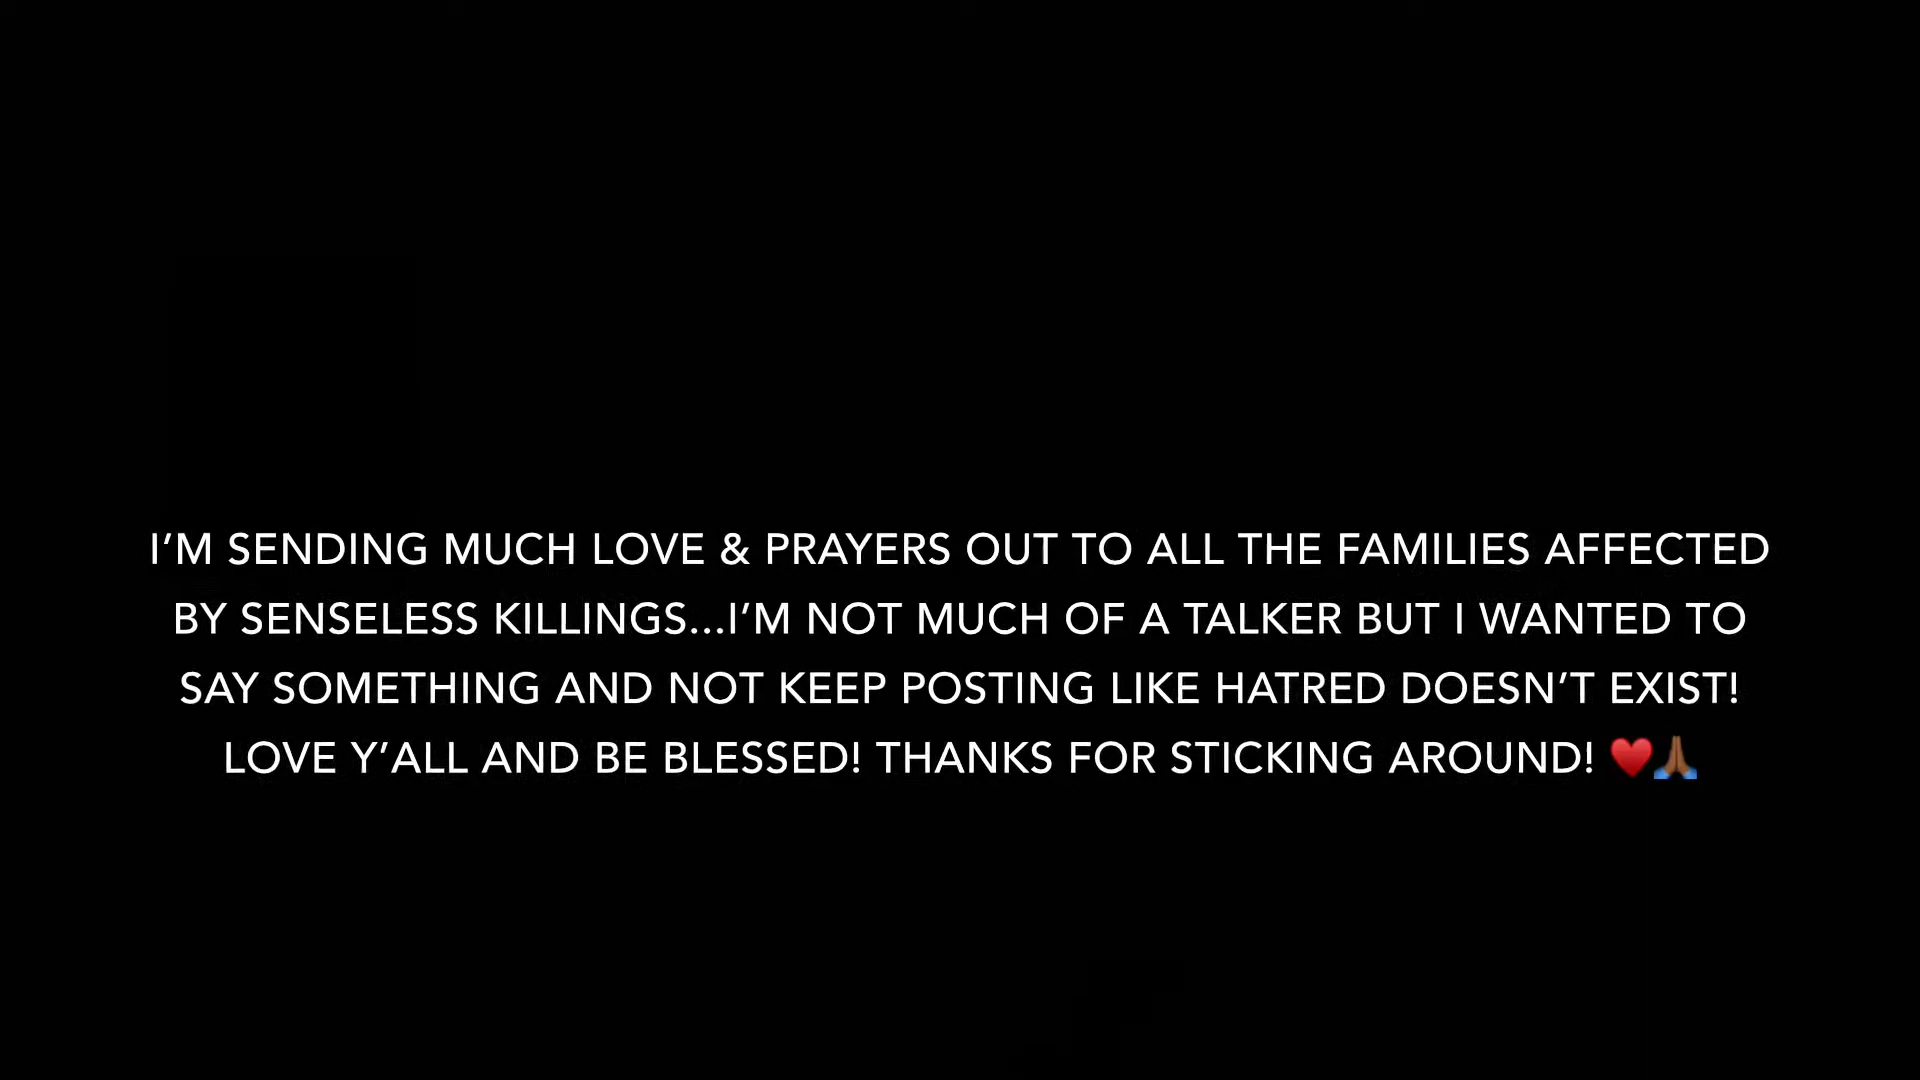 I’M SENDING MUCH LOVE & PRAYERS OUT TO ALL THE FAMILIES AFFECTED
BY SENSELESS KILLINGS...I’M NOT MUCH OF A TALKER BUT I WANTED TO
SAY SOMETHING AND NOT KEEP POSTING LIKE HATRED DOESN’T EXIST!
LOVE Y’ALL AND BE BLESSED! THANKS FOR STICKING AROUND! ♥️🙏🏾